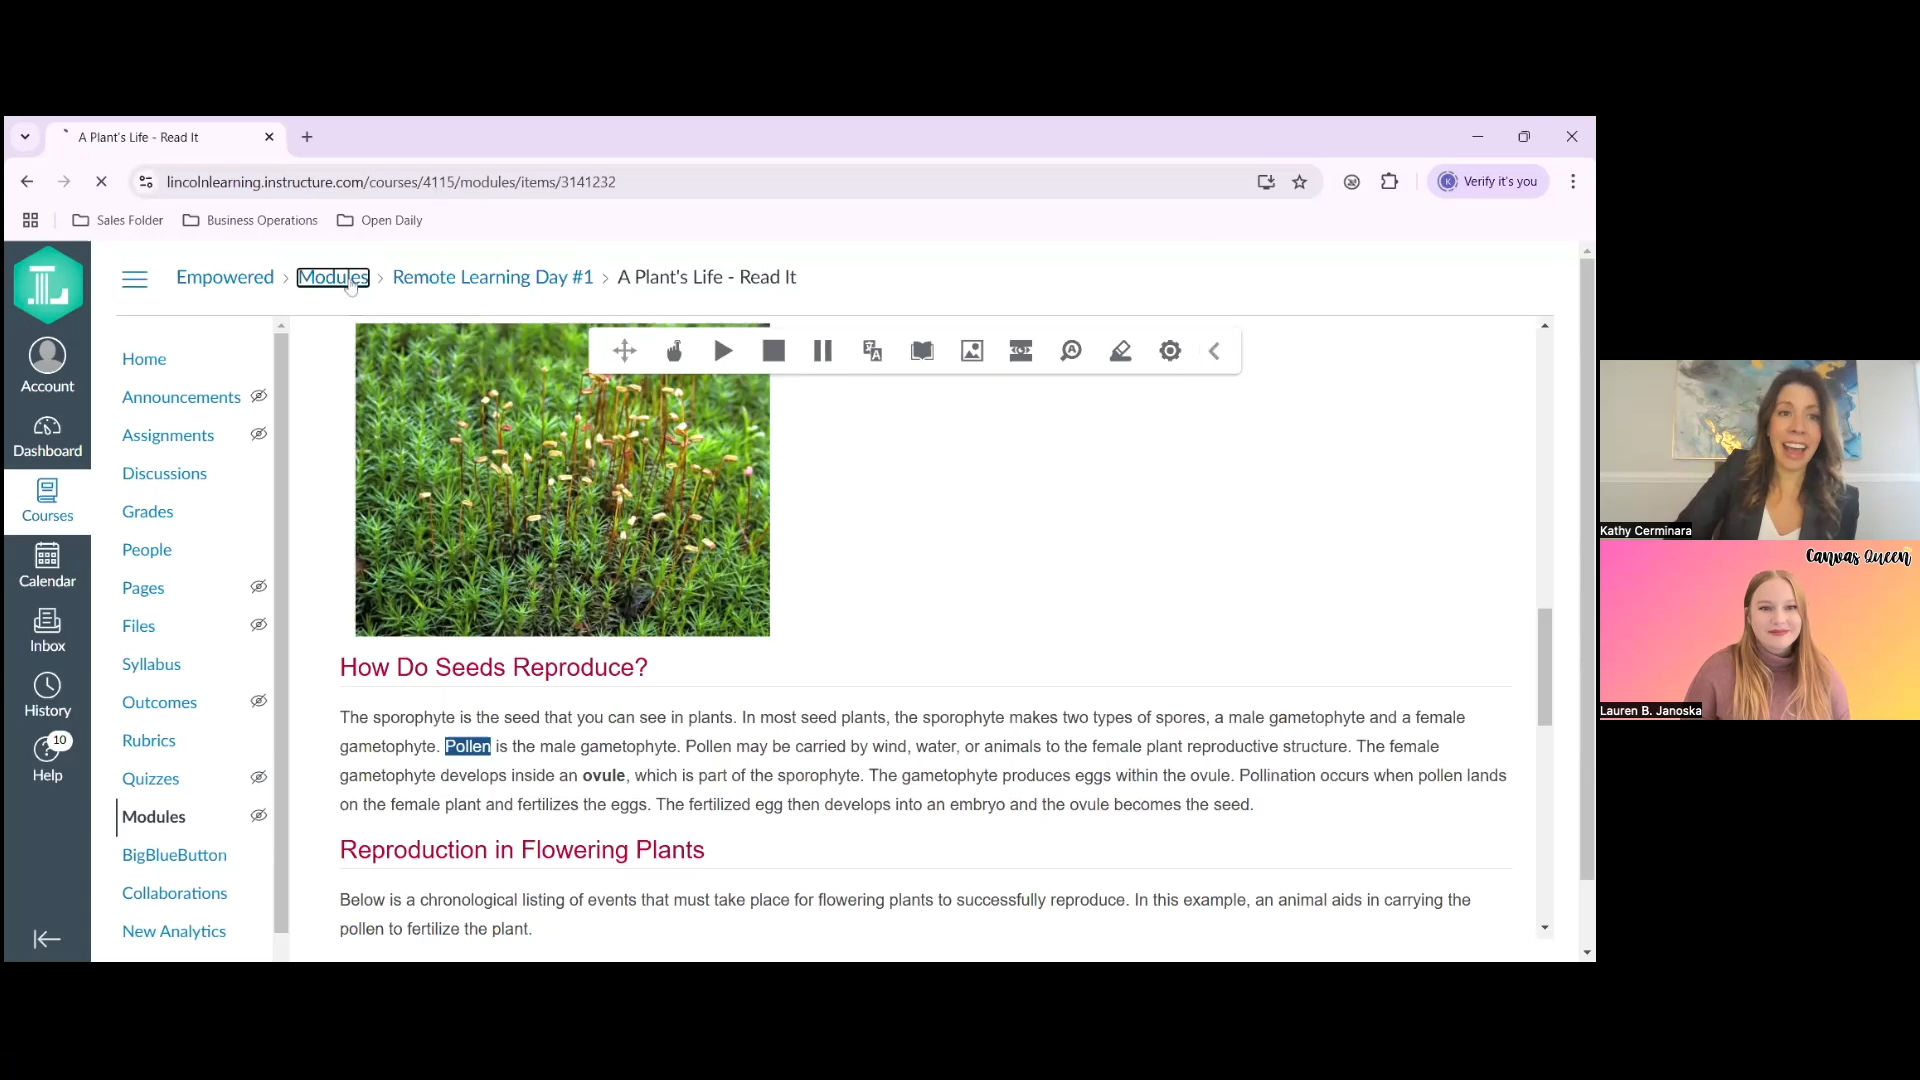 A Plant's Life - Read It
lincolnlearning.instructure.com/courses/4115/modules/items/3141232
Verify it's you
Sales Folder
Business Operations
Open Daily
Empowered > Modules > Remote Learning Day #1 > A Plant's Life - Read It
Account
Dashboard
Courses
Calendar
Inbox
History
10
Help
Home
Announcements
Assignments
Discussions
Grades
People
Pages
Files
Syllabus
Outcomes
Rubrics
Quizzes
Modules
BigBlueButton
Collaborations
New Analytics
How Do Seeds Reproduce?
The sporophyte is the seed that you can see in plants. In most seed plants, the sporophyte makes two types of spores, a male gametophyte and a female
gametophyte. Pollen is the male gametophyte. Pollen may be carried by wind, water, or animals to the female plant reproductive structure. The female
gametophyte develops inside an ovule, which is part of the sporophyte. The gametophyte produces eggs within the ovule. Pollination occurs when pollen lands
on the female plant and fertilizes the eggs. The fertilized egg then develops into an embryo and the ovule becomes the seed.
Reproduction in Flowering Plants
Below is a chronological listing of events that must take place for flowering plants to successfully reproduce. In this example, an animal aids in carrying the
pollen to fertilize the plant.
Kathy Cerminara
Canvas Queen
Lauren B. Janoska